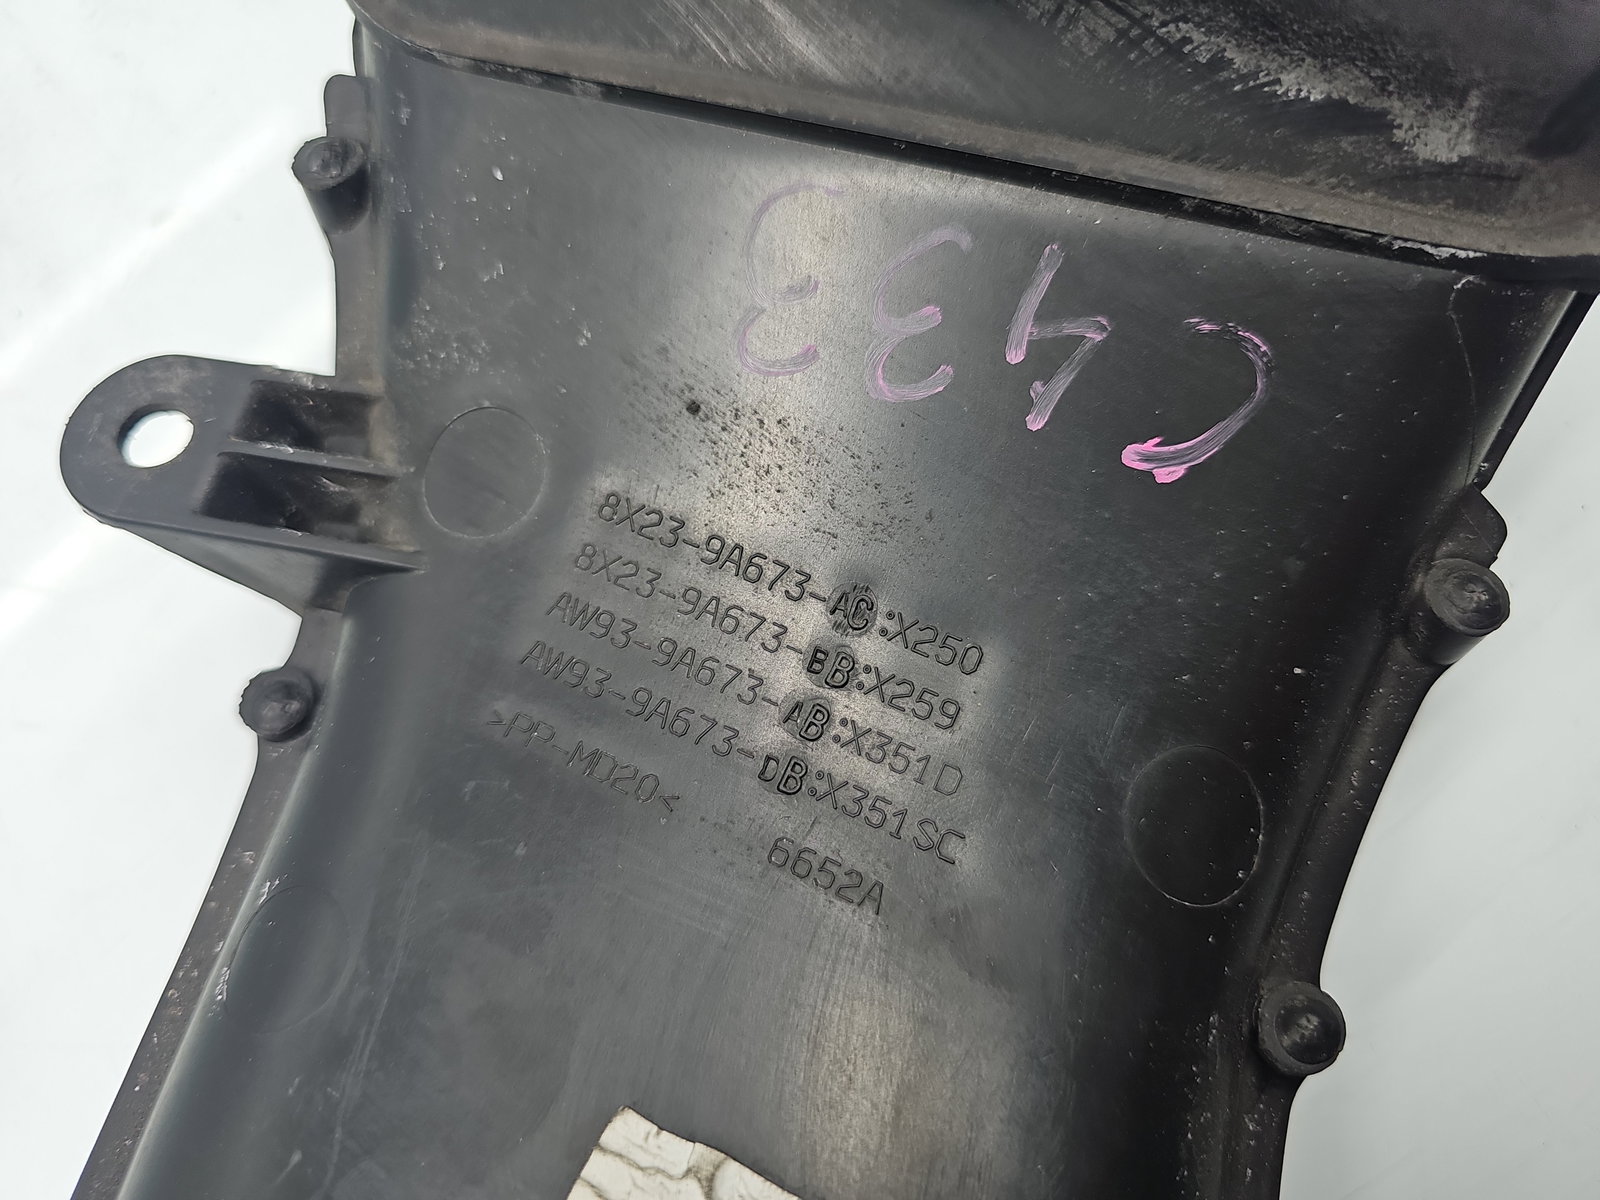 C433
8X23-9A673-AC:X250
8X23-9A673-BB:X259
AW93-9A673-AB:X351D
AW93-9A673-DB:X351SC
>PP-MD20<
6652A